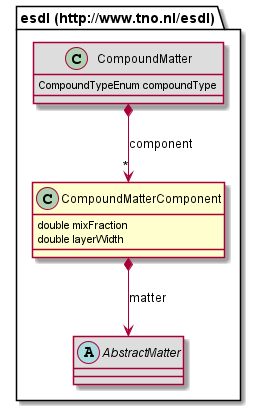 esdl (http://www.tno.nl/esdl)
C CompoundMatter
CompoundTypeEnum compoundType
component
*
C CompoundMatterComponent
double mixFraction
double layerWidth
matter
A AbstractMatter